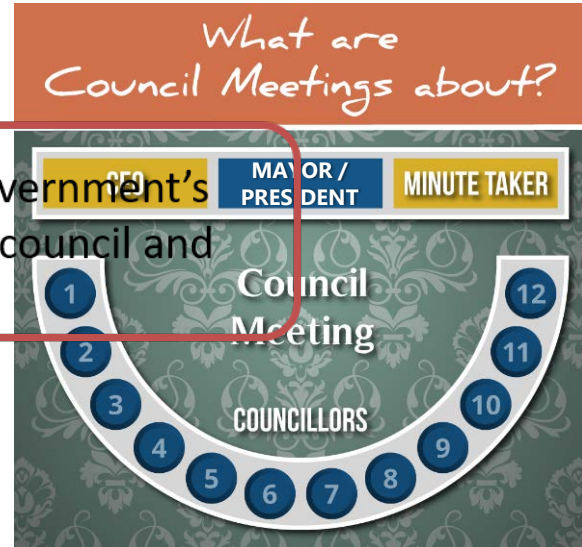 What are
Council Meetings about?
vernment's
council and
CEO
MAYOR /
PRESIDENT
MINUTE TAKER
Council
Meeting
COUNCILLORS
1
2
3
4
5
6
7
8
9
10
11
12